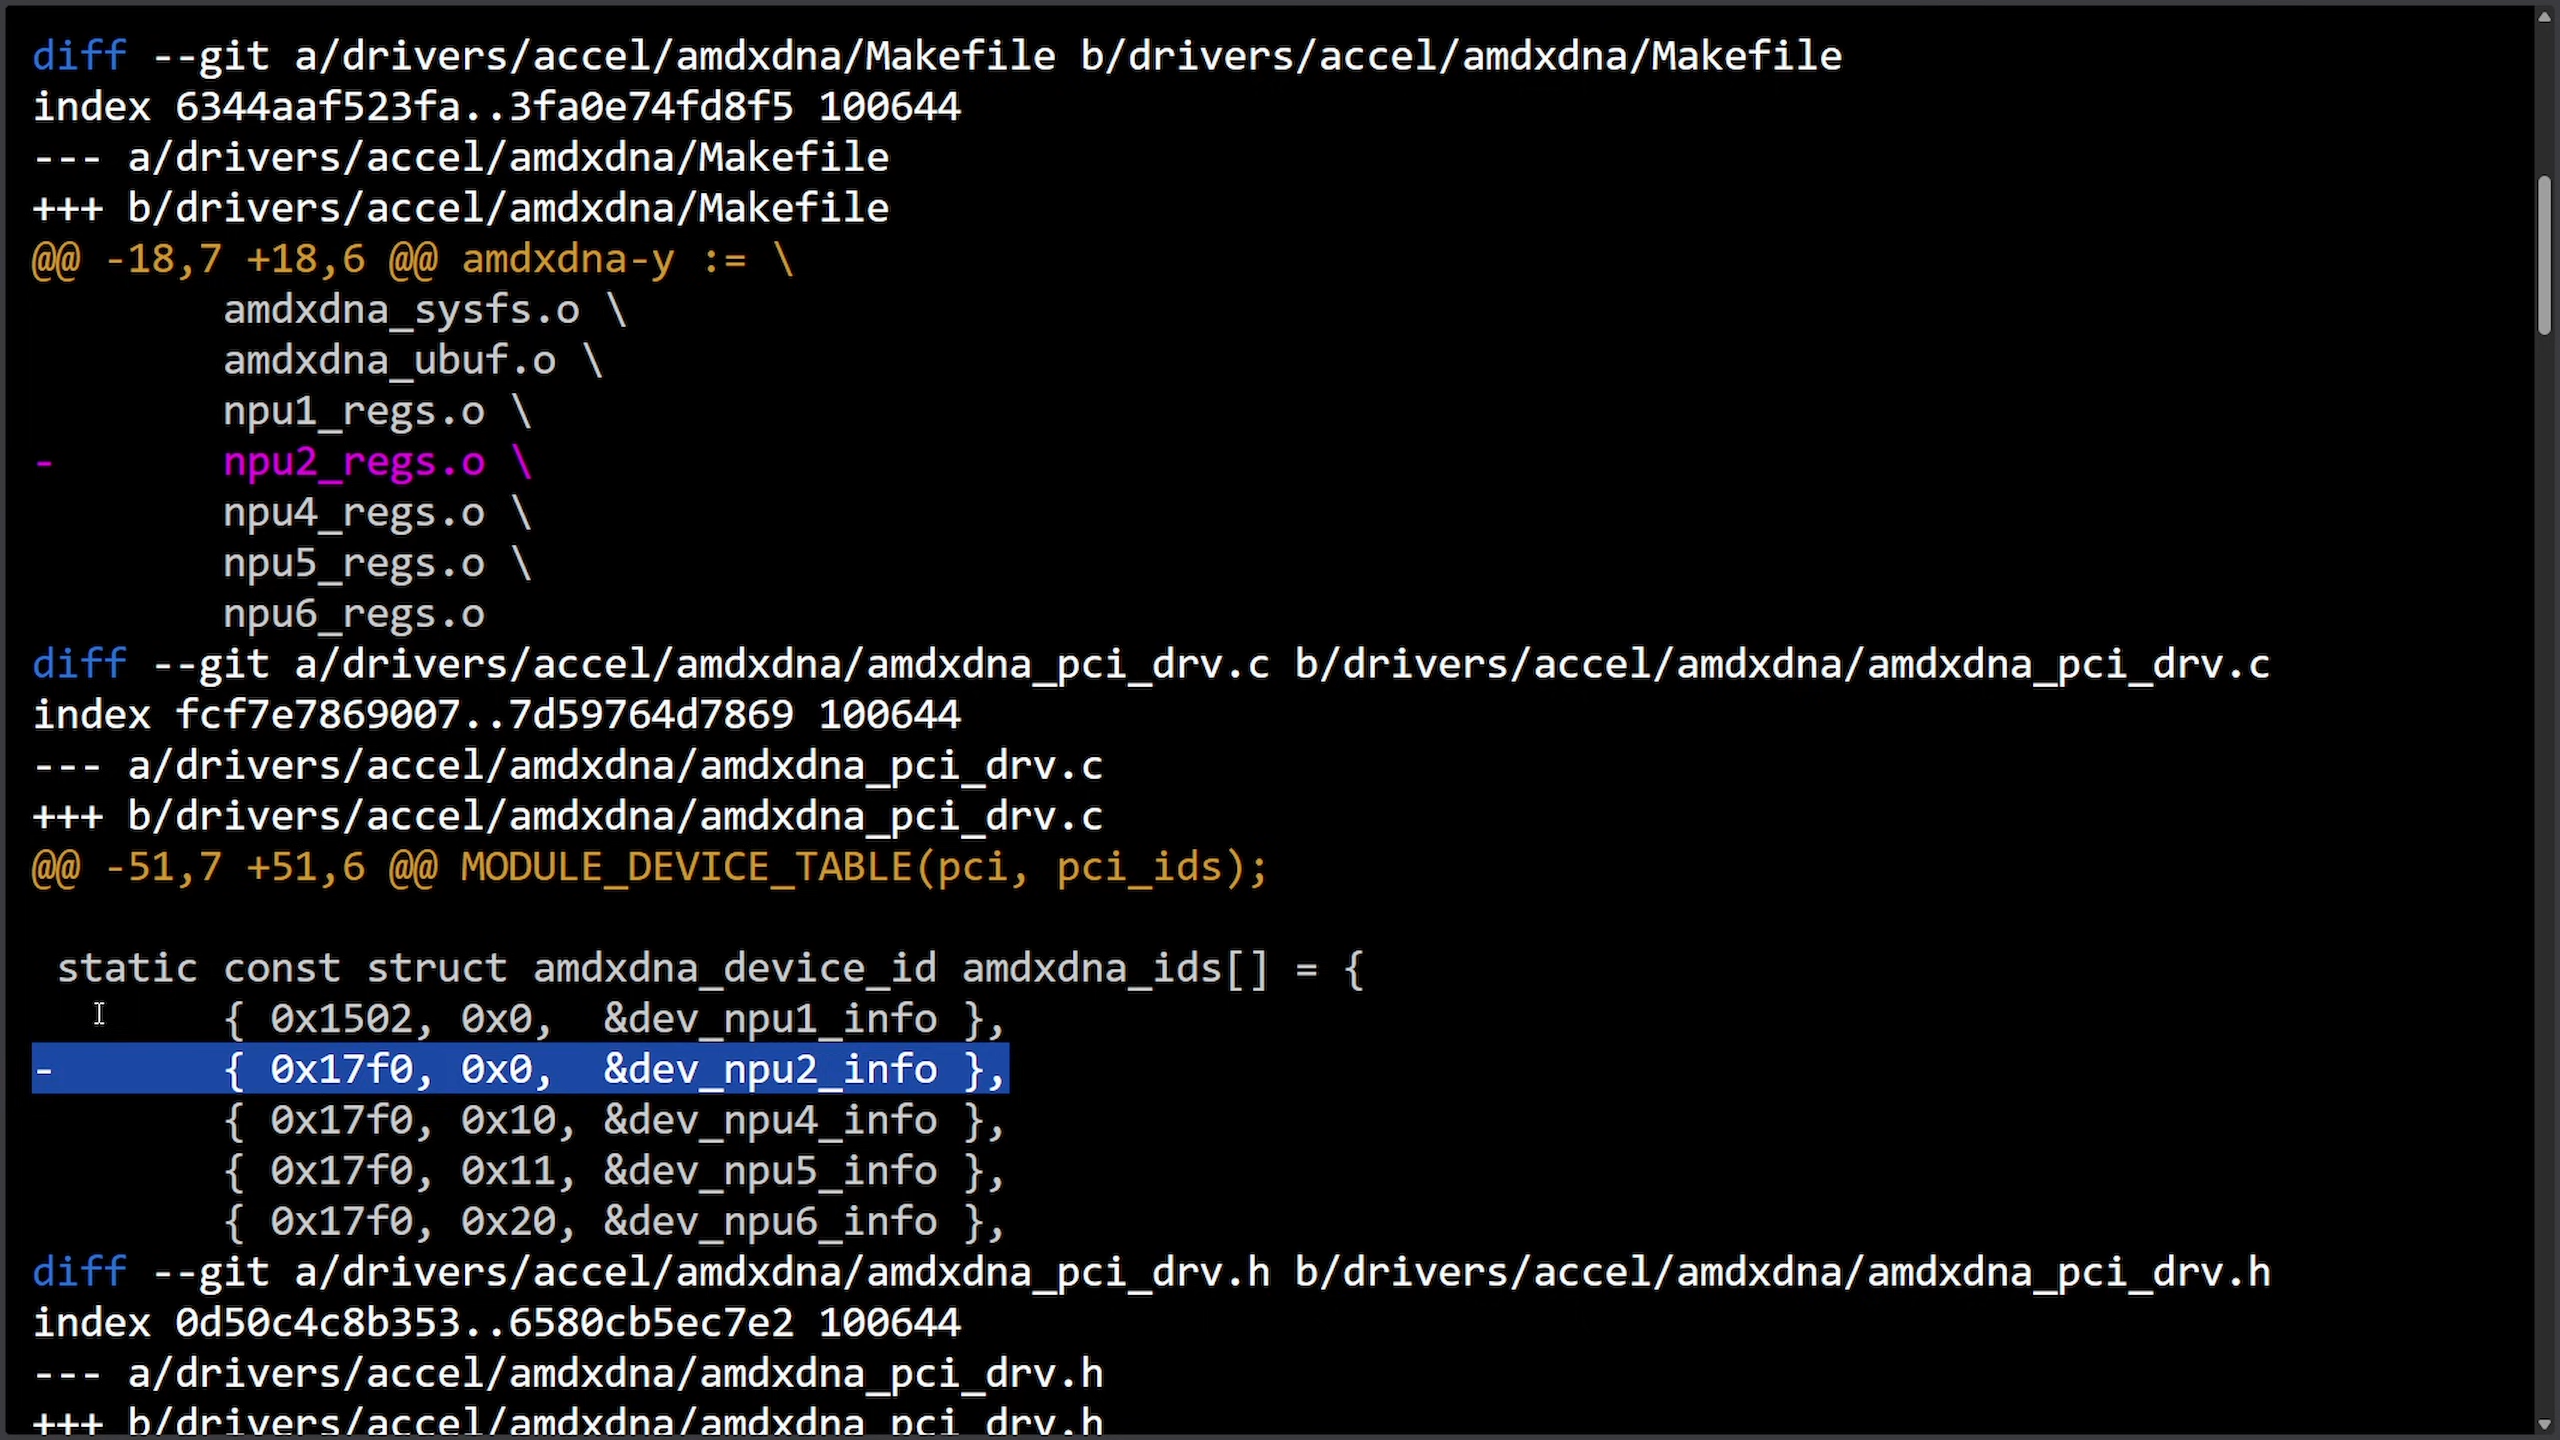 diff --git a/drivers/accel/amdxdna/Makefile b/drivers/accel/amdxdna/Makefile
index 6344aaf523fa..3fa0e74fd8f5 100644
--- a/drivers/accel/amdxdna/Makefile
+++ b/drivers/accel/amdxdna/Makefile
@@ -18,7 +18,6 @@ amdxdna-y := \
        amdxdna_sysfs.o \
        amdxdna_ubuf.o \
        npu1_regs.o \
-       npu2_regs.o \
        npu4_regs.o \
        npu5_regs.o \
        npu6_regs.o
diff --git a/drivers/accel/amdxdna/amdxdna_pci_drv.c b/drivers/accel/amdxdna/amdxdna_pci_drv.c
index fcf7e7869007..7d59764d7869 100644
--- a/drivers/accel/amdxdna/amdxdna_pci_drv.c
+++ b/drivers/accel/amdxdna/amdxdna_pci_drv.c
@@ -51,7 +51,6 @@ MODULE_DEVICE_TABLE(pci, pci_ids);
 static const struct amdxdna_device_id amdxdna_ids[] = {
        { 0x1502, 0x0,  &dev_npu1_info },
-       { 0x17f0, 0x0,  &dev_npu2_info },
        { 0x17f0, 0x10, &dev_npu4_info },
        { 0x17f0, 0x11, &dev_npu5_info },
        { 0x17f0, 0x20, &dev_npu6_info },
diff --git a/drivers/accel/amdxdna/amdxdna_pci_drv.h b/drivers/accel/amdxdna/amdxdna_pci_drv.h
index 0d50c4c8b353..6580cb5ec7e2 100644
--- a/drivers/accel/amdxdna/amdxdna_pci_drv.h
+++ b/drivers/accel/amdxdna/amdxdna_pci_drv.h